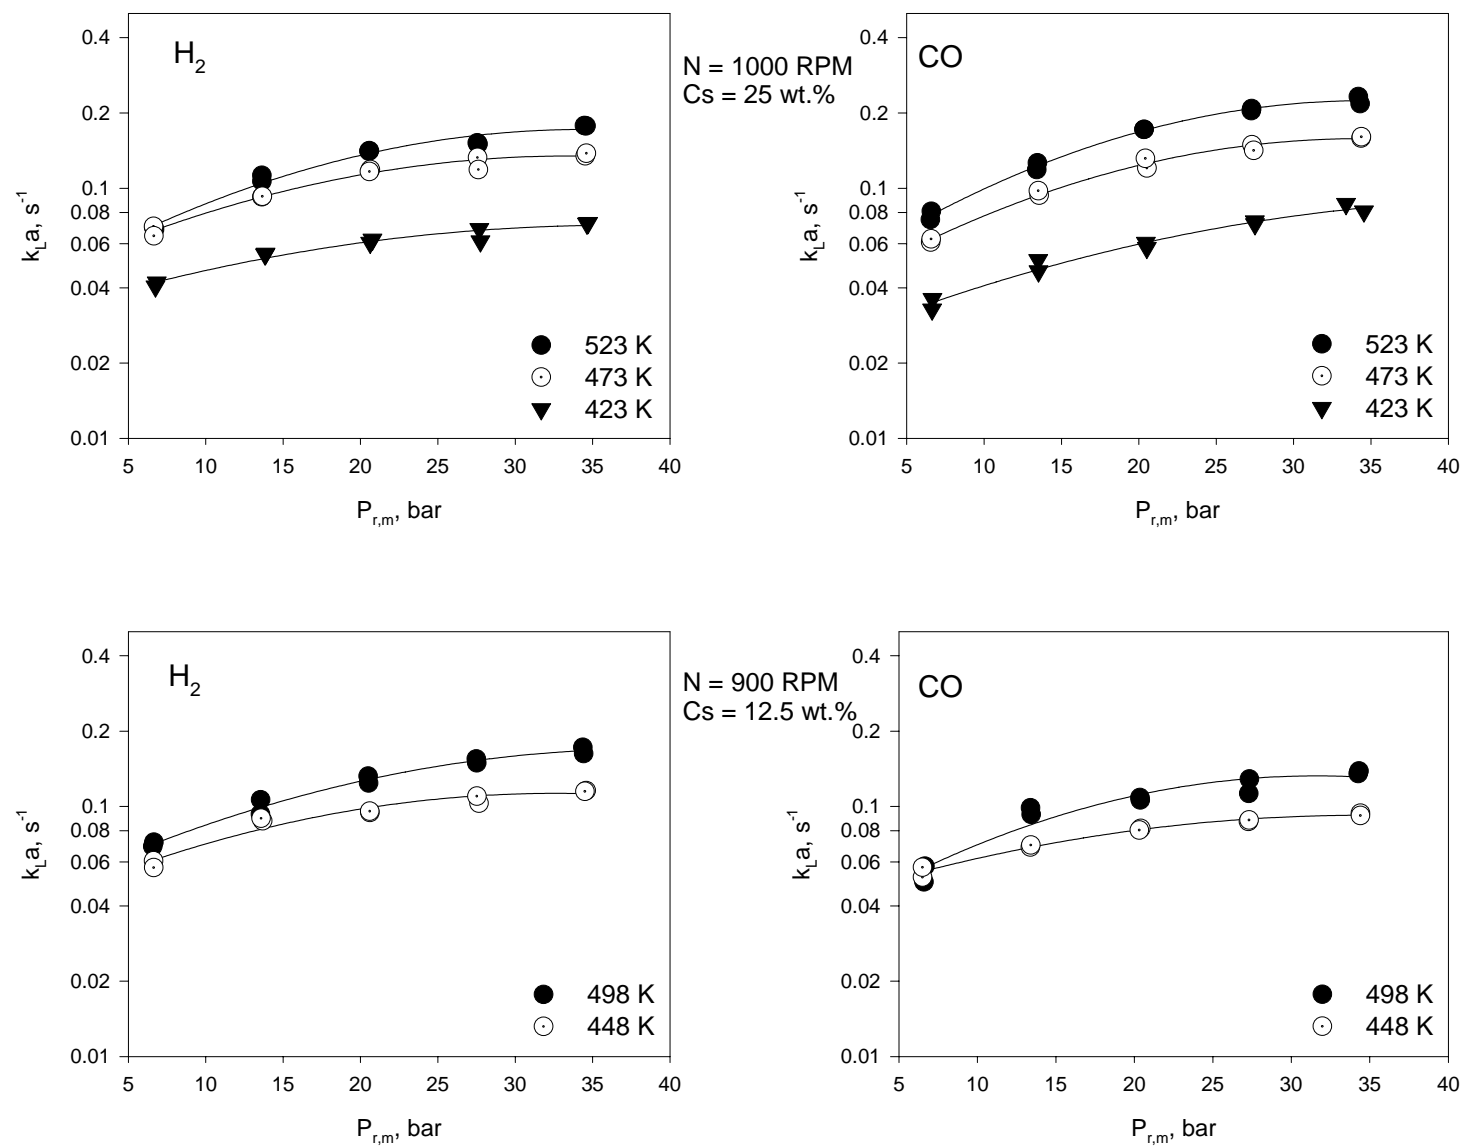 H2
N = 1000 RPM
Cs = 25 wt.%
CO
0.4
0.2
0.1
0.08
0.06
0.04
0.02
0.01
kLa, s-1
523 K
473 K
423 K
5 10 15 20 25 30 35 40
Pr,m, bar
0.4
0.2
0.1
0.08
0.06
0.04
0.02
0.01
kLa, s-1
523 K
473 K
423 K
5 10 15 20 25 30 35 40
Pr,m, bar
H2
N = 900 RPM
Cs = 12.5 wt.%
CO
0.4
0.2
0.1
0.08
0.06
0.04
0.02
0.01
kLa, s-1
498 K
448 K
5 10 15 20 25 30 35 40
Pr,m, bar
0.4
0.2
0.1
0.08
0.06
0.04
0.02
0.01
kLa, s-1
498 K
448 K
5 10 15 20 25 30 35 40
Pr,m, bar